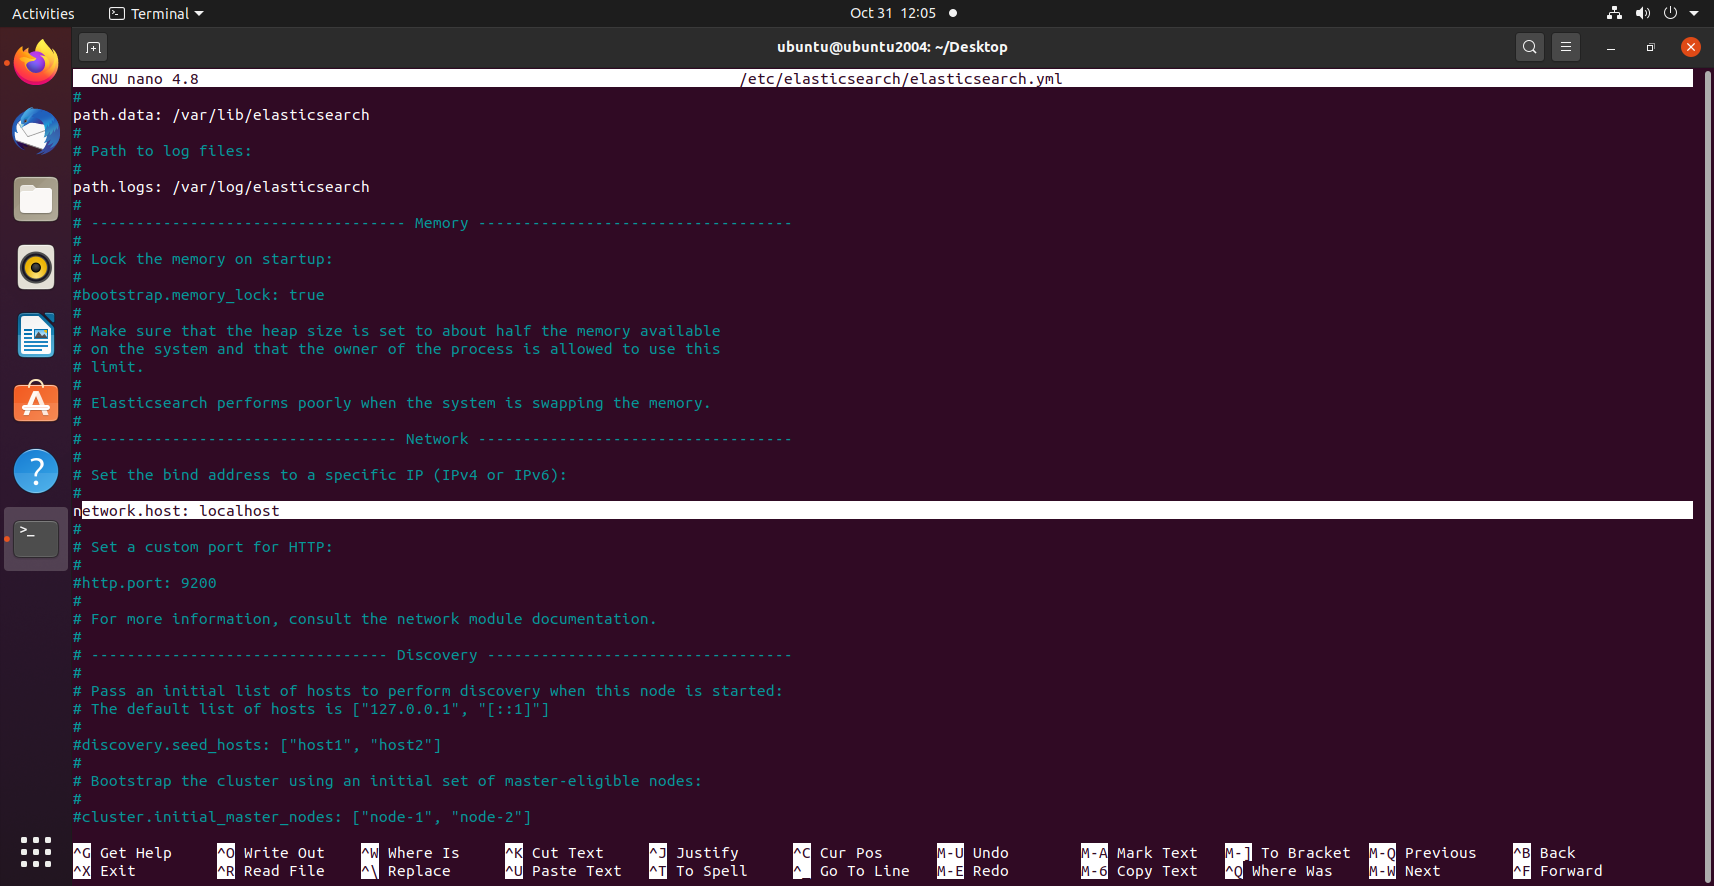 Activities Terminal Oct 31 12:05
ubuntu@ubuntu2004: ~/Desktop
GNU nano 4.8 /etc/elasticsearch/elasticsearch.yml
#
path.data: /var/lib/elasticsearch
#
# Path to log files:
#
path.logs: /var/log/elasticsearch
#
# ----------------------------------- Memory -----------------------------------
#
# Lock the memory on startup:
#
#bootstrap.memory_lock: true
#
# Make sure that the heap size is set to about half the memory available
# on the system and that the owner of the process is allowed to use this
# limit.
#
# Elasticsearch performs poorly when the system is swapping the memory.
#
# ---------------------------------- Network -----------------------------------
#
# Set the bind address to a specific IP (IPv4 or IPv6):
#
network.host: localhost
#
# Set a custom port for HTTP:
#
#http.port: 9200
#
# For more information, consult the network module documentation.
#
# --------------------------------- Discovery ----------------------------------
#
# Pass an initial list of hosts to perform discovery when this node is started:
# The default list of hosts is ["127.0.0.1", "[::1]"]
#
#discovery.seed_hosts: ["host1", "host2"]
#
# Bootstrap the cluster using an initial set of master-eligible nodes:
#
#cluster.initial_master_nodes: ["node-1", "node-2"]
^G Get Help ^O Write Out ^W Where Is ^K Cut Text ^J Justify ^C Cur Pos M-U Undo M-A Mark Text M-] To Bracket M-Q Previous ^B Back
^X Exit ^R Read File ^\ Replace ^U Paste Text ^T To Spell ^_ Go To Line M-E Redo M-6 Copy Text ^Q Where Was M-W Next ^F Forward